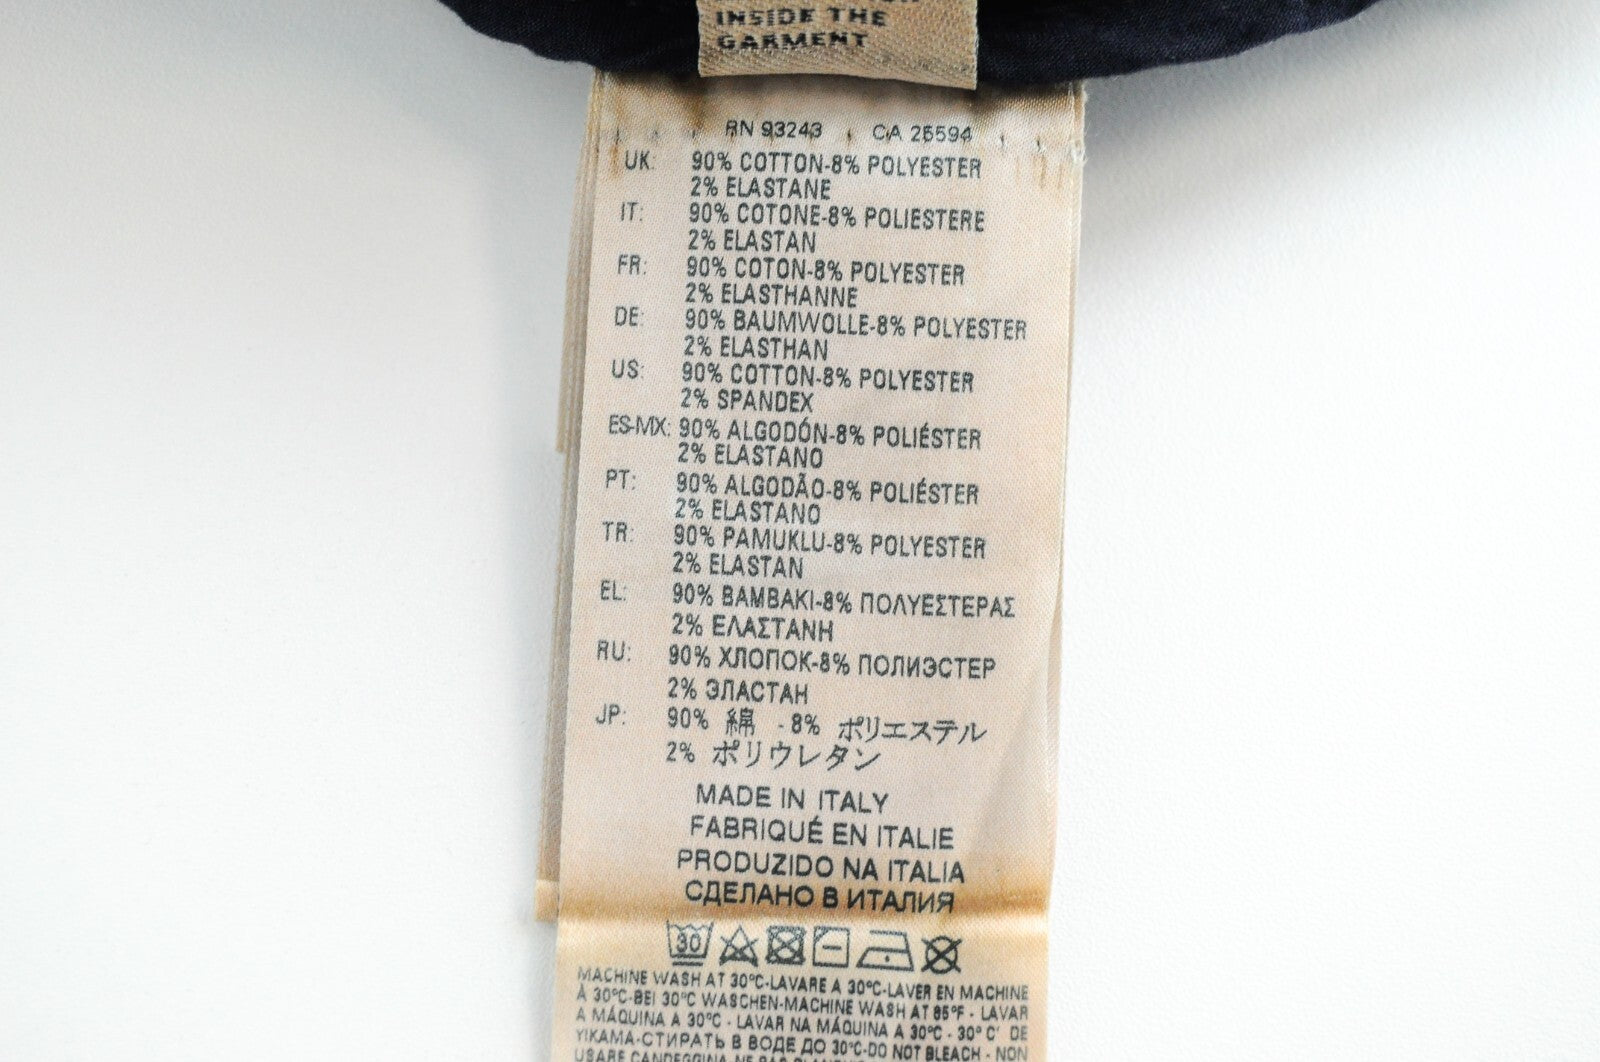 INSIDE THE
GARMENT
RN 93243 CA 26594
UK: 90% COTTON-8% POLYESTER
2% ELASTANE
IT: 90% COTONE-8% POLIESTERE
2% ELASTAN
FR: 90% COTON-8% POLYESTER
2% ELASTHANNE
DE: 90% BAUMWOLLE-8% POLYESTER
2% ELASTHAN
US: 90% COTTON-8% POLYESTER
2% SPANDEX
ES-MX: 90% ALGODÓN-8% POLIÉSTER
2% ELASTANO
PT: 90% ALGODÃO-8% POLIÉSTER
2% ELASTANO
TR: 90% PAMUKLU-8% POLYESTER
2% ELASTAN
EL: 90% ΒΑΜΒΑΚΙ-8% ΠΟΛΥΕΣΤΕΡΑΣ
2% ΕΛΑΣΤΑΝΗ
RU: 90% ХЛОПОК-8% ПОЛИЭСТЕР
2% ЭЛАСТАН
JP: 90% 綿 - 8% ポリエステル
2% ポリウレタン
MADE IN ITALY
FABRIQUÉ EN ITALIE
PRODUZIDO NA ITALIA
СДЕЛАНО В ИТАЛИЯ
30
MACHINE WASH AT 30°C-LAVARE A 30°C-LAVER EN MACHINE
À 30°C-BEI 30°C WASCHEN-MACHINE WASH AT 85°F - LAVAR
A MÁQUINA A 30°C - LAVAR NA MÁQUINA A 30°C - 30° C' DE
YIKAMA-СТИРАТЬ В ВОДЕ ДО 30°C-DO NOT BLEACH - NON
USARE CANDEGGINA-NE PAS